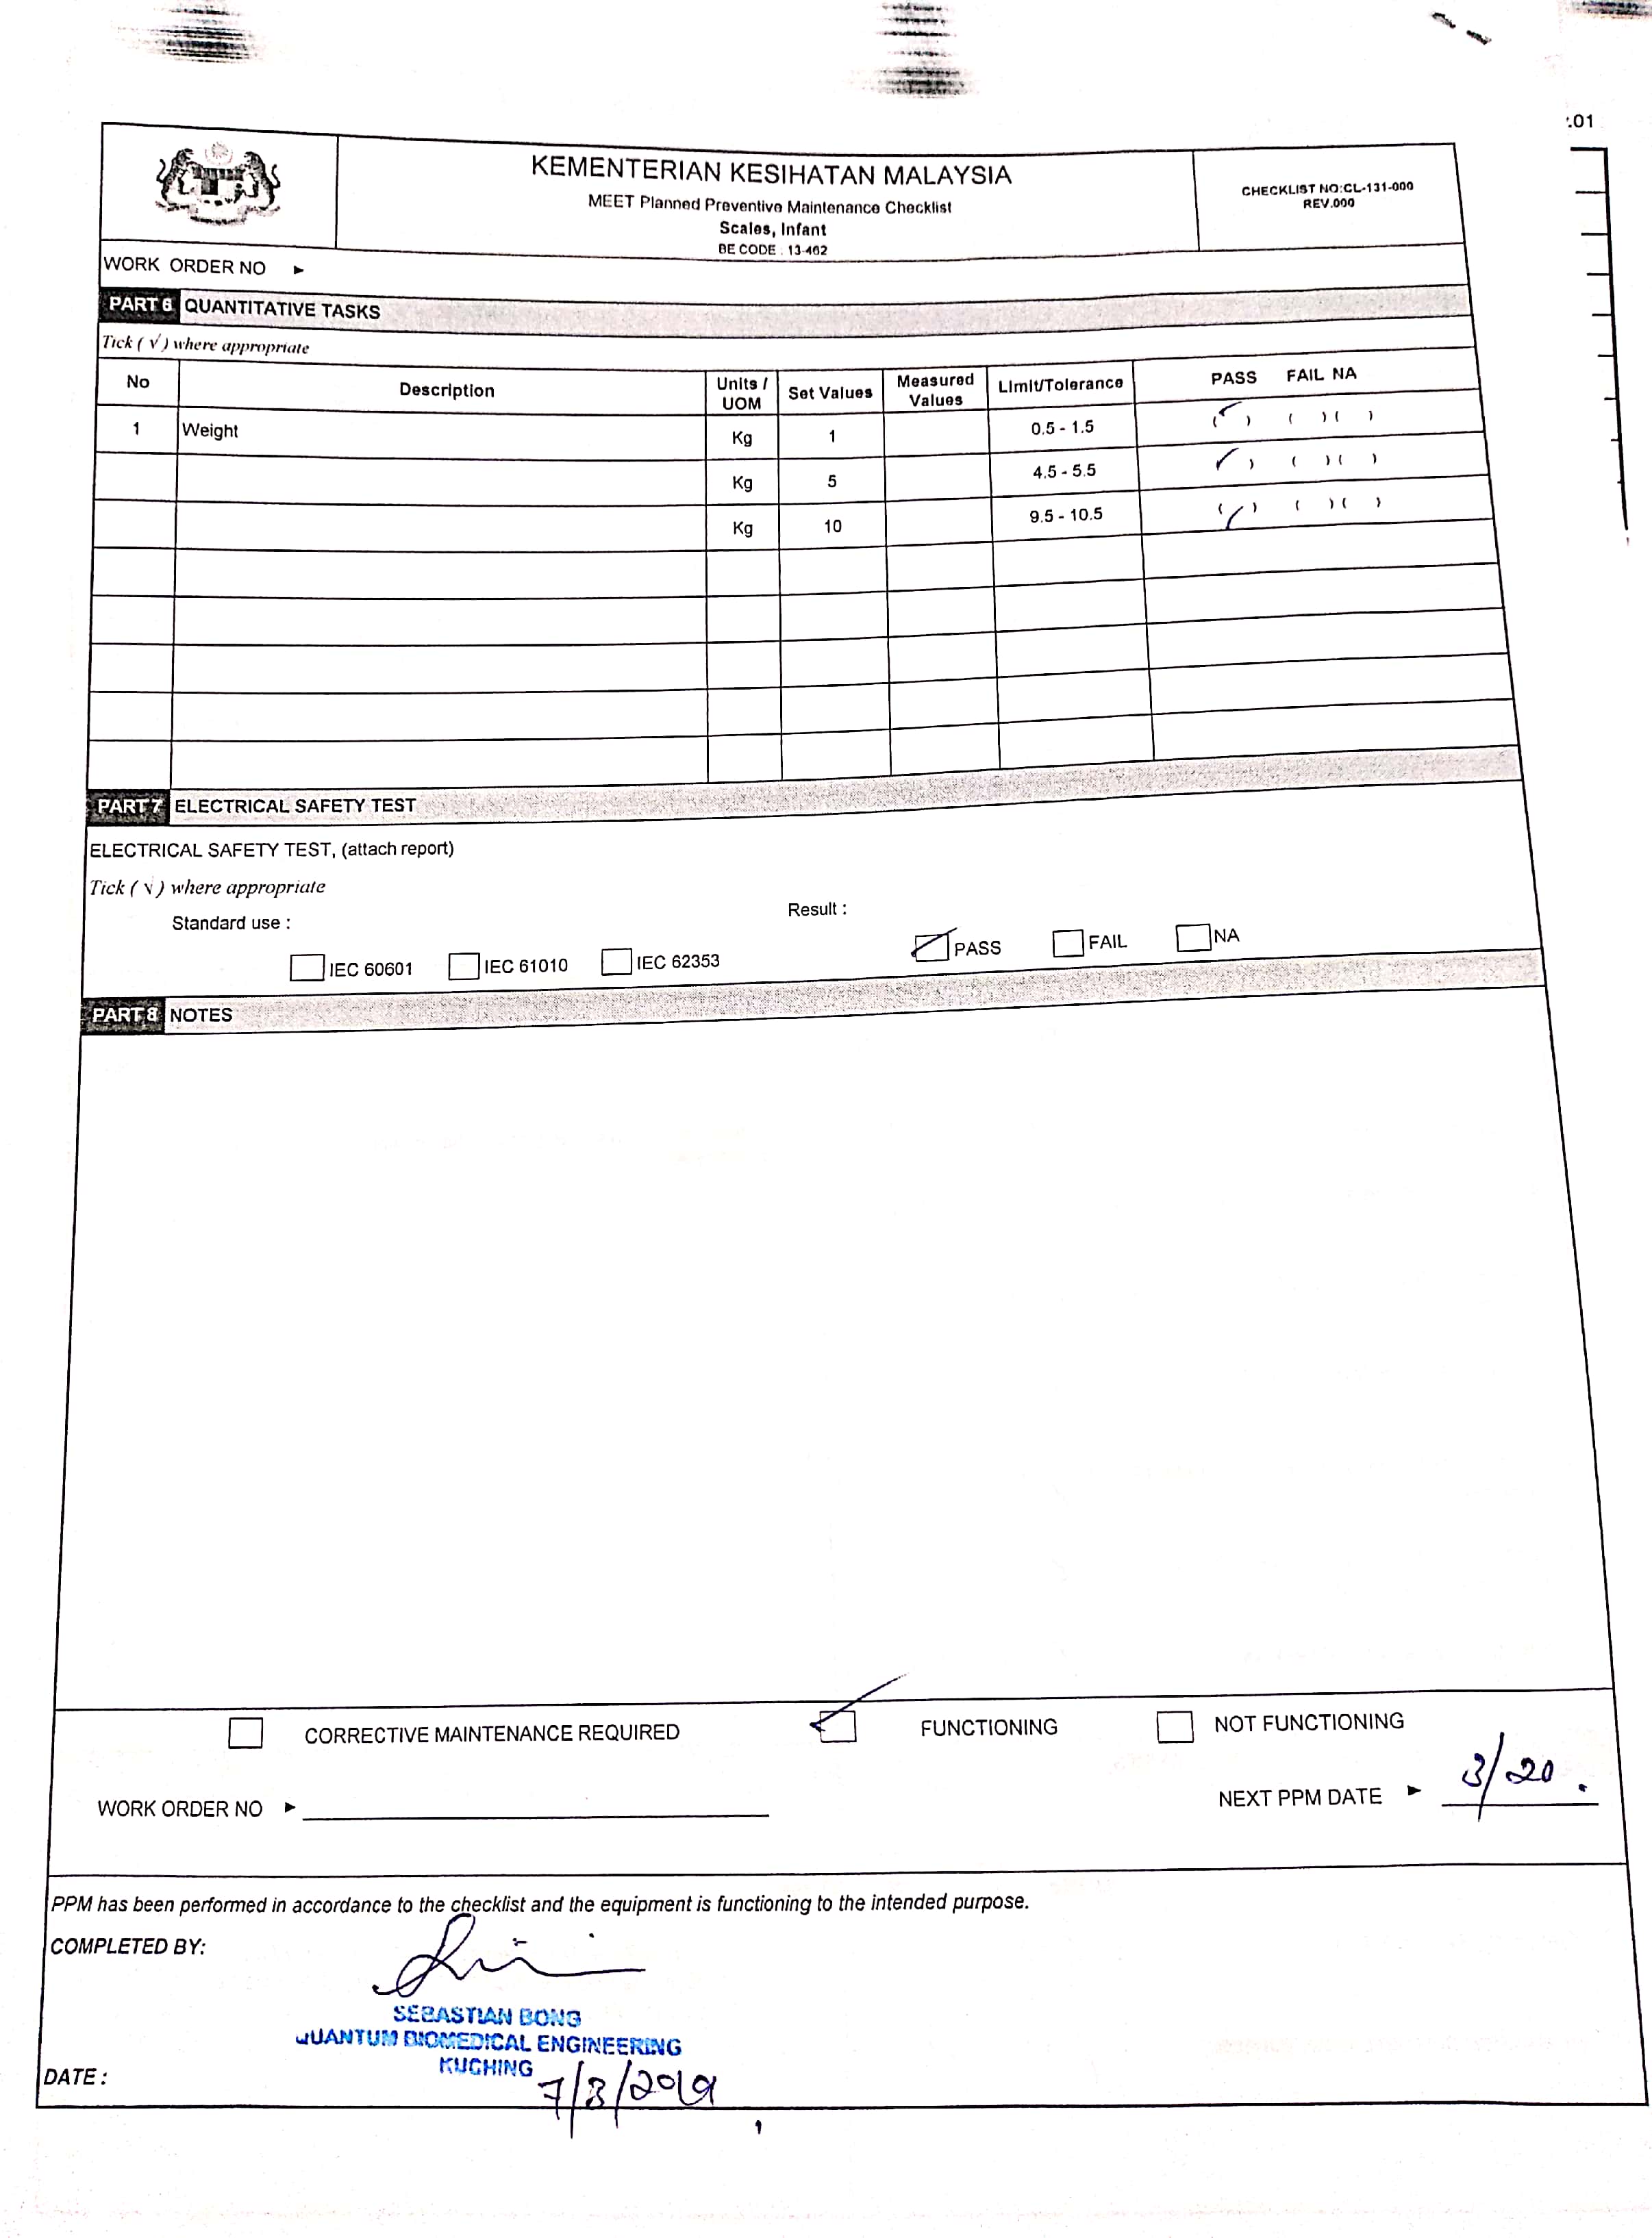 .01
KEMENTERIAN KESIHATAN MALAYSIA
MEET Planned Preventive Maintenance Checklist
Scales, Infant
BE CODE : 13-462
CHECKLIST NO:CL-131-000
REV.000
WORK ORDER NO ►
PART 6 QUANTITATIVE TASKS
Tick ( √ ) where appropriate
No Description Units / UOM Set Values Measured Values Limit/Tolerance PASS FAIL NA
1 Weight Kg 1 0.5 - 1.5 (✓) ( ) ( )
Kg 5 4.5 - 5.5 (✓) ( ) ( )
Kg 10 9.5 - 10.5 (✓) ( ) ( )
PART 7 ELECTRICAL SAFETY TEST
ELECTRICAL SAFETY TEST, (attach report)
Tick ( √ ) where appropriate
Standard use : Result :
IEC 60601 IEC 61010 IEC 62353 PASS FAIL NA
PART 8 NOTES
CORRECTIVE MAINTENANCE REQUIRED FUNCTIONING NOT FUNCTIONING
WORK ORDER NO ► NEXT PPM DATE ► 3/20.
PPM has been performed in accordance to the checklist and the equipment is functioning to the intended purpose.
COMPLETED BY:
SEBASTIAN BONG
QUANTUM BIOMEDICAL ENGINEERING
KUCHING
DATE : 7/3/2019